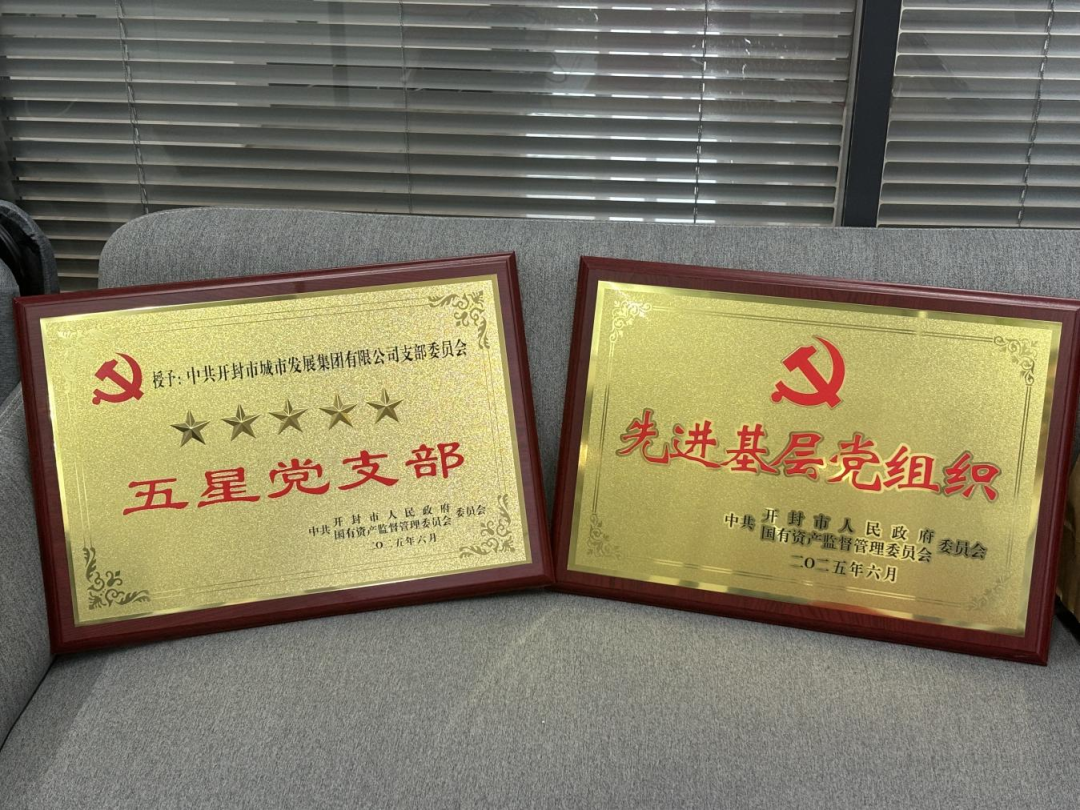 授予：中共开封市城市发展集团有限公司支部委员会
五星党支部
中共 开封市人民政府 委员会
国有资产监督管理委员会
二〇二五年六月
先进基层党组织
中共 开封市人民政府 委员会
国有资产监督管理委员会
二〇二五年六月